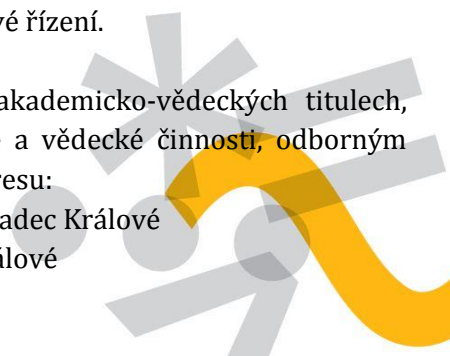 vé řízení.
akademicko-vědeckých titulech,
a vědecké činnosti, odborným
resu:
adec Králové
álové